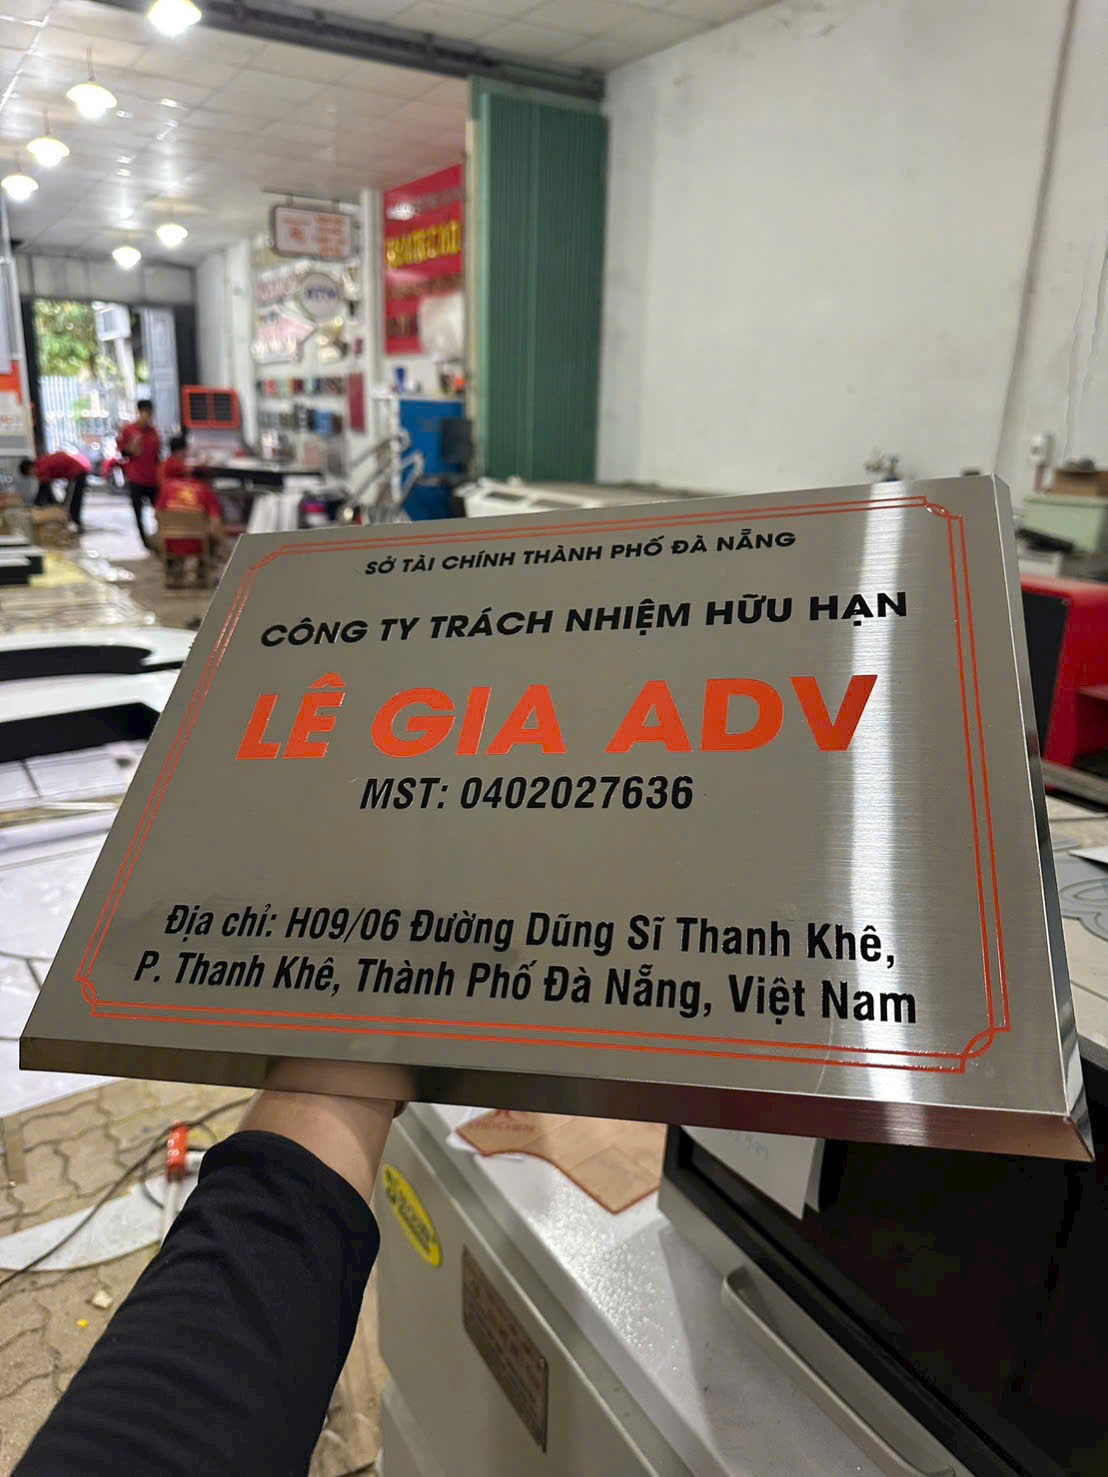 SỞ TÀI CHÍNH THÀNH PHỐ ĐÀ NẴNG
CÔNG TY TRÁCH NHIỆM HỮU HẠN
LÊ GIA ADV
MST: 0402027636
Địa chỉ: H09/06 Đường Dũng Sĩ Thanh Khê,
P. Thanh Khê, Thành Phố Đà Nẵng, Việt Nam